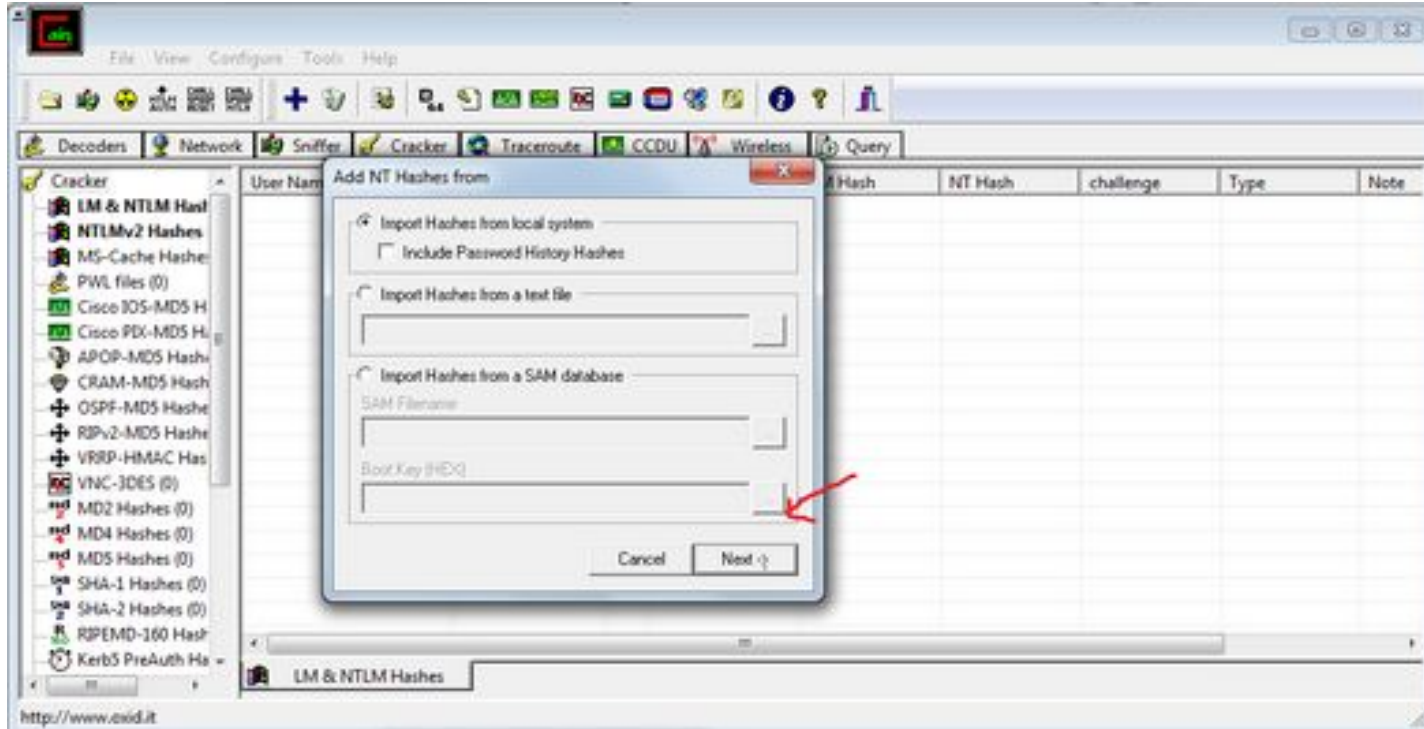 Cain
File View Configure Tools Help
Decoders Network Sniffer Cracker Traceroute CCDU Wireless Query
Cracker
LM & NTLM Hash
NTLMv2 Hashes
MS-Cache Hashe
PWL files (0)
Cisco IOS-MD5 H
Cisco PIX-MD5 Ha
APOP-MD5 Hash
CRAM-MD5 Hash
OSPF-MD5 Hashe
RIPv2-MD5 Hashe
VRRP-HMAC Has
VNC-3DES (0)
MD2 Hashes (0)
MD4 Hashes (0)
MD5 Hashes (0)
SHA-1 Hashes (0)
SHA-2 Hashes (0)
RIPEMD-160 Hash
Kerb5 PreAuth Ha
User Nam
M Hash NT Hash challenge Type Note
Add NT Hashes from
Import Hashes from local system
Include Password History Hashes
Import Hashes from a text file
...
Import Hashes from a SAM database
SAM Filename
...
Boot Key (HEX)
...
Cancel Next ->
LM & NTLM Hashes
http://www.oxid.it